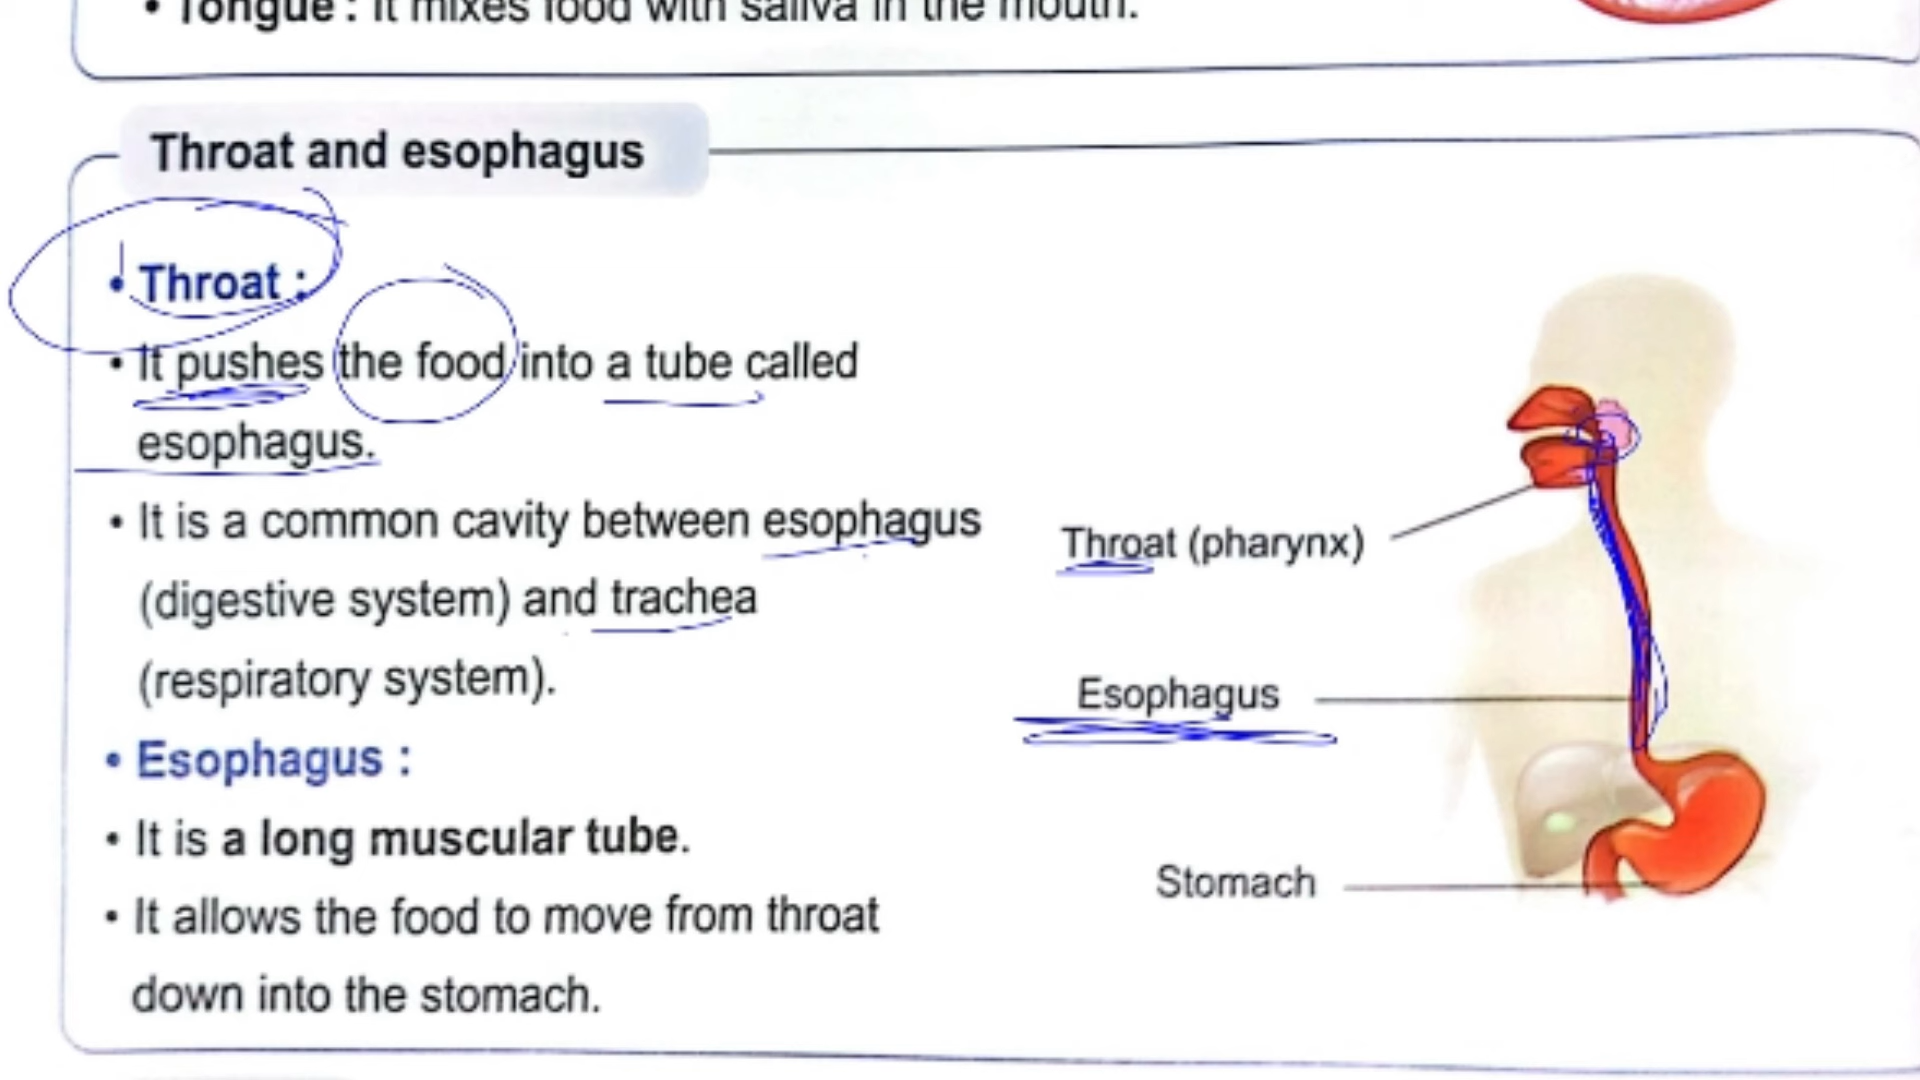 • Tongue : It mixes food with saliva in the mouth.
Throat and esophagus
• Throat :
• It pushes the food into a tube called
esophagus.
• It is a common cavity between esophagus
(digestive system) and trachea
(respiratory system).
• Esophagus :
• It is a long muscular tube.
• It allows the food to move from throat
down into the stomach.
Throat (pharynx)
Esophagus
Stomach